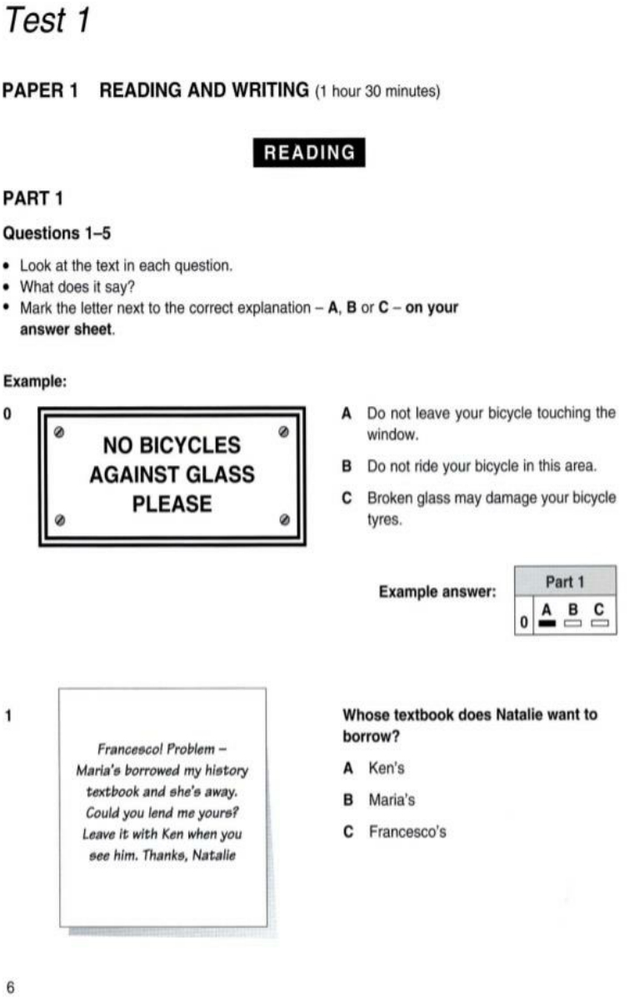 Test 1
PAPER 1 READING AND WRITING (1 hour 30 minutes)
READING
PART 1
Questions 1–5
• Look at the text in each question.
• What does it say?
• Mark the letter next to the correct explanation – A, B or C – on your
answer sheet.
Example:
0
NO BICYCLES
AGAINST GLASS
PLEASE
A Do not leave your bicycle touching the
window.
B Do not ride your bicycle in this area.
C Broken glass may damage your bicycle
tyres.
Example answer:
Part 1
A B C
0
1
Francesco! Problem –
Maria's borrowed my history
textbook and she's away.
Could you lend me yours?
Leave it with Ken when you
see him. Thanks, Natalie
Whose textbook does Natalie want to
borrow?
A Ken's
B Maria's
C Francesco's
6